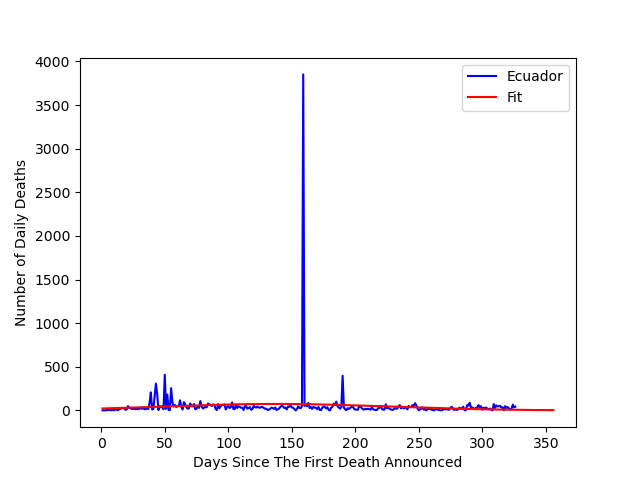 4000
3500
3000
2500
2000
1500
1000
500
0
Number of Daily Deaths
Ecuador
Fit
0 50 100 150 200 250 300 350
Days Since The First Death Announced